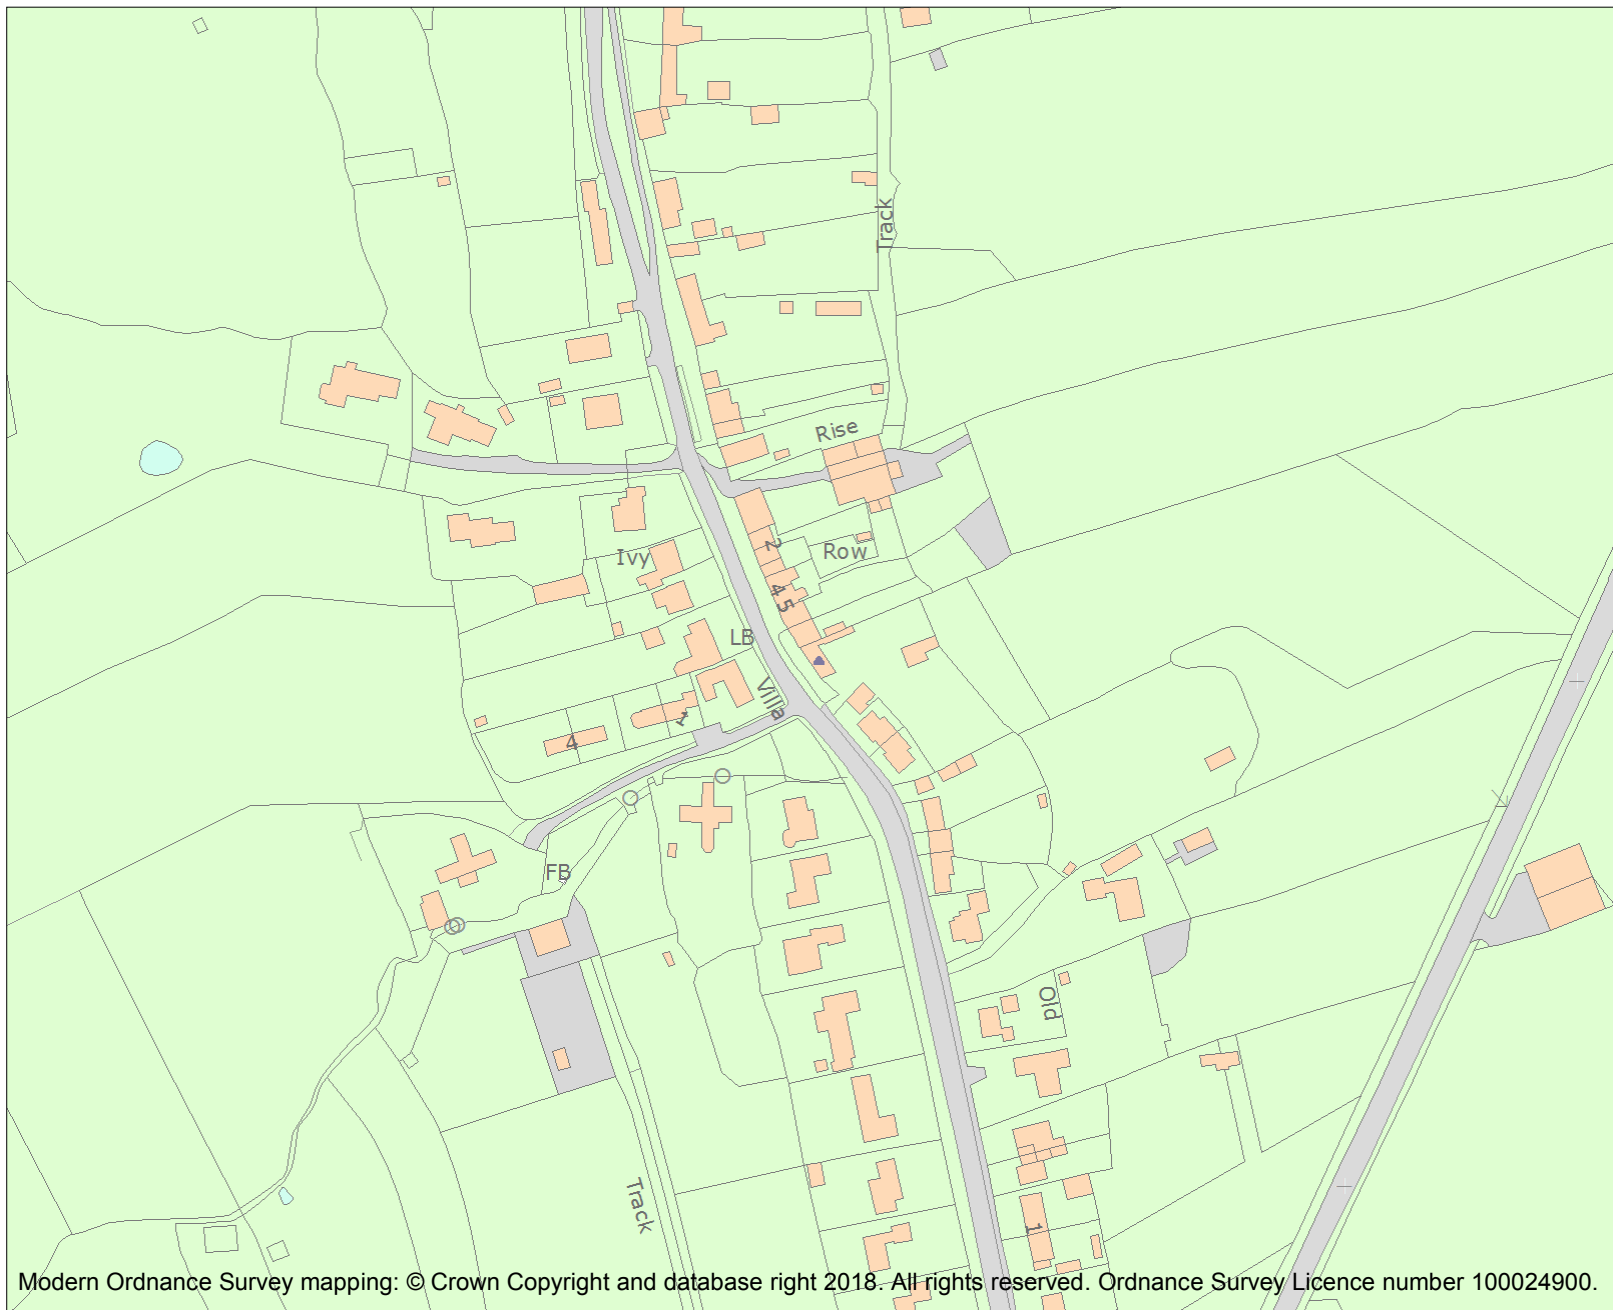 Track
Rise
2
Row
Ivy
4 5
LB
Villa
1
4
FB
Old
Track
1
Modern Ordnance Survey mapping: © Crown Copyright and database right 2018. All rights reserved. Ordnance Survey Licence number 100024900.